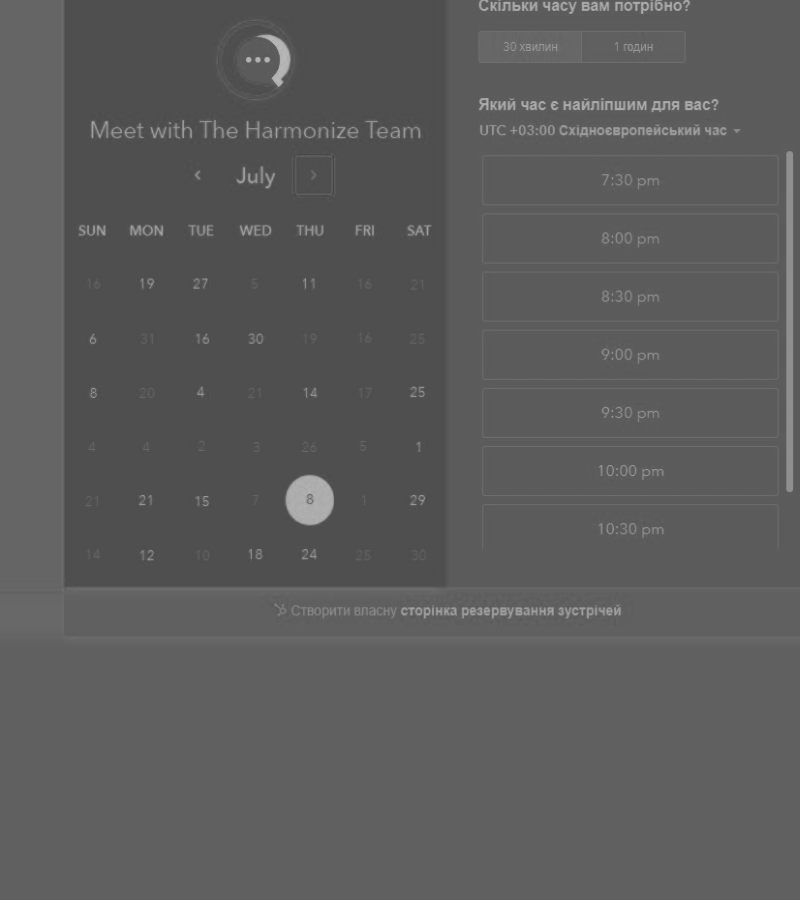 Meet with The Harmonize Team
July
SUN MON TUE WED THU FRI SAT
16 19 27 5 11 16 21
6 31 16 30 19 16 25
8 20 4 21 14 17 25
4 4 2 3 26 5 1
21 21 15 7 8 1 29
14 12 10 18 24 25 30
Скільки часу вам потрібно?
30 хвилин 1 годин
Який час є найліпшим для вас?
UTC +03:00 Східноєвропейський час
7:30 pm
8:00 pm
8:30 pm
9:00 pm
9:30 pm
10:00 pm
10:30 pm
Створити власну сторінка резервування зустрічей